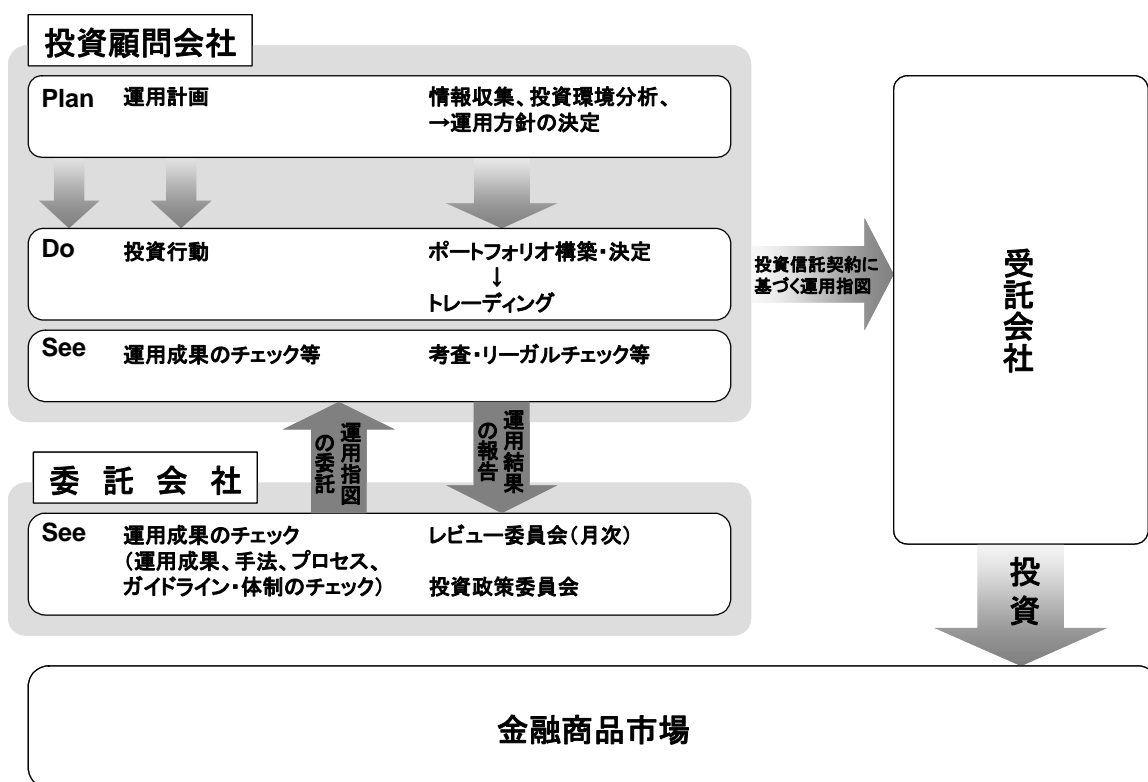 投資顧問会社
Plan 運用計画 情報収集、投資環境分析、
→運用方針の決定
Do 投資行動 ポートフォリオ構築・決定
↓
トレーディング
See 運用成果のチェック等 考査・リーガルチェック等
投資信託契約に
基づく運用指図
受託会社
運用指図
の委託
運用結果
の報告
委託会社
See 運用成果のチェック レビュー委員会(月次)
(運用成果、手法、プロセス、
ガイドライン・体制のチェック) 投資政策委員会
投資
金融商品市場